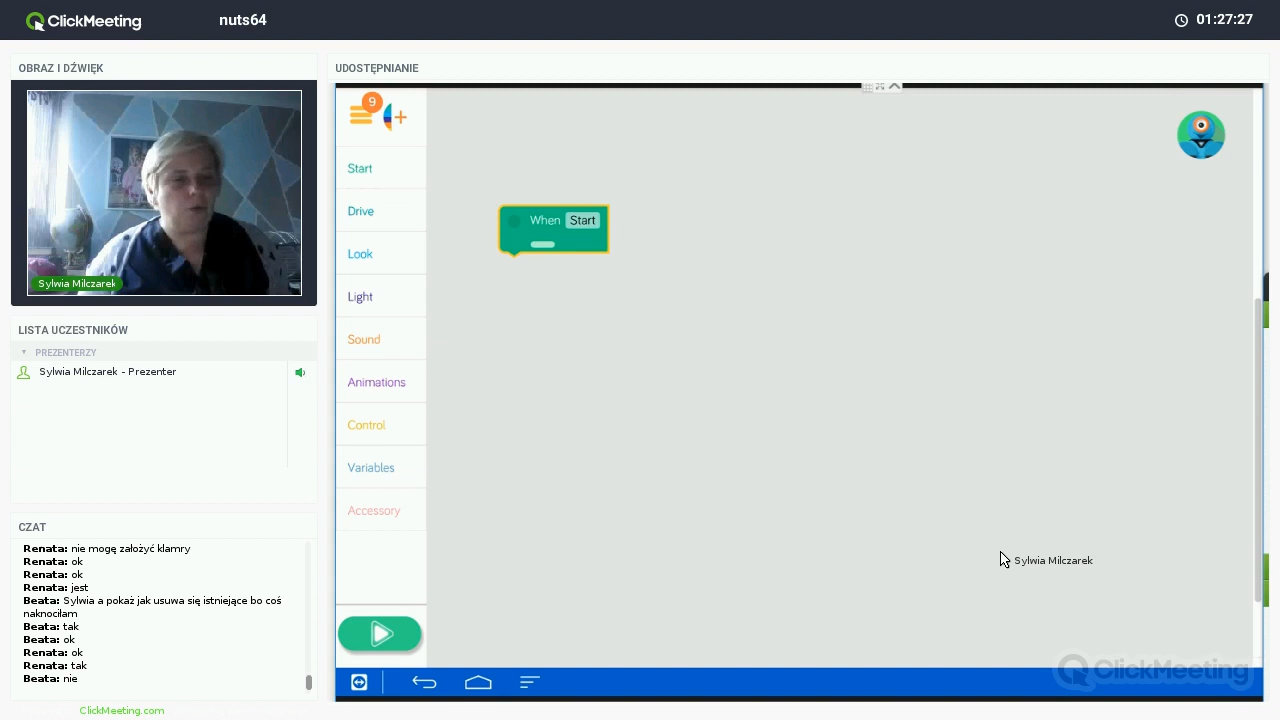 ClickMeeting
nuts64
01:27:27
OBRAZ I DŹWIĘK
Sylwia Milczarek
LISTA UCZESTNIKÓW
PREZENTERZY
Sylwia Milczarek - Prezenter
CZAT
Renata: nie mogę założyć klamry
Renata: ok
Renata: ok
Renata: jest
Beata: Sylwia a pokaż jak usuwa się istniejące bo coś
naknociłam
Beata: tak
Beata: ok
Renata: ok
Renata: tak
Beata: nie
ClickMeeting.com
UDOSTĘPNIANIE
9
Start
Drive
Look
Light
Sound
Animations
Control
Variables
Accessory
When Start
Sylwia Milczarek
ClickMeeting